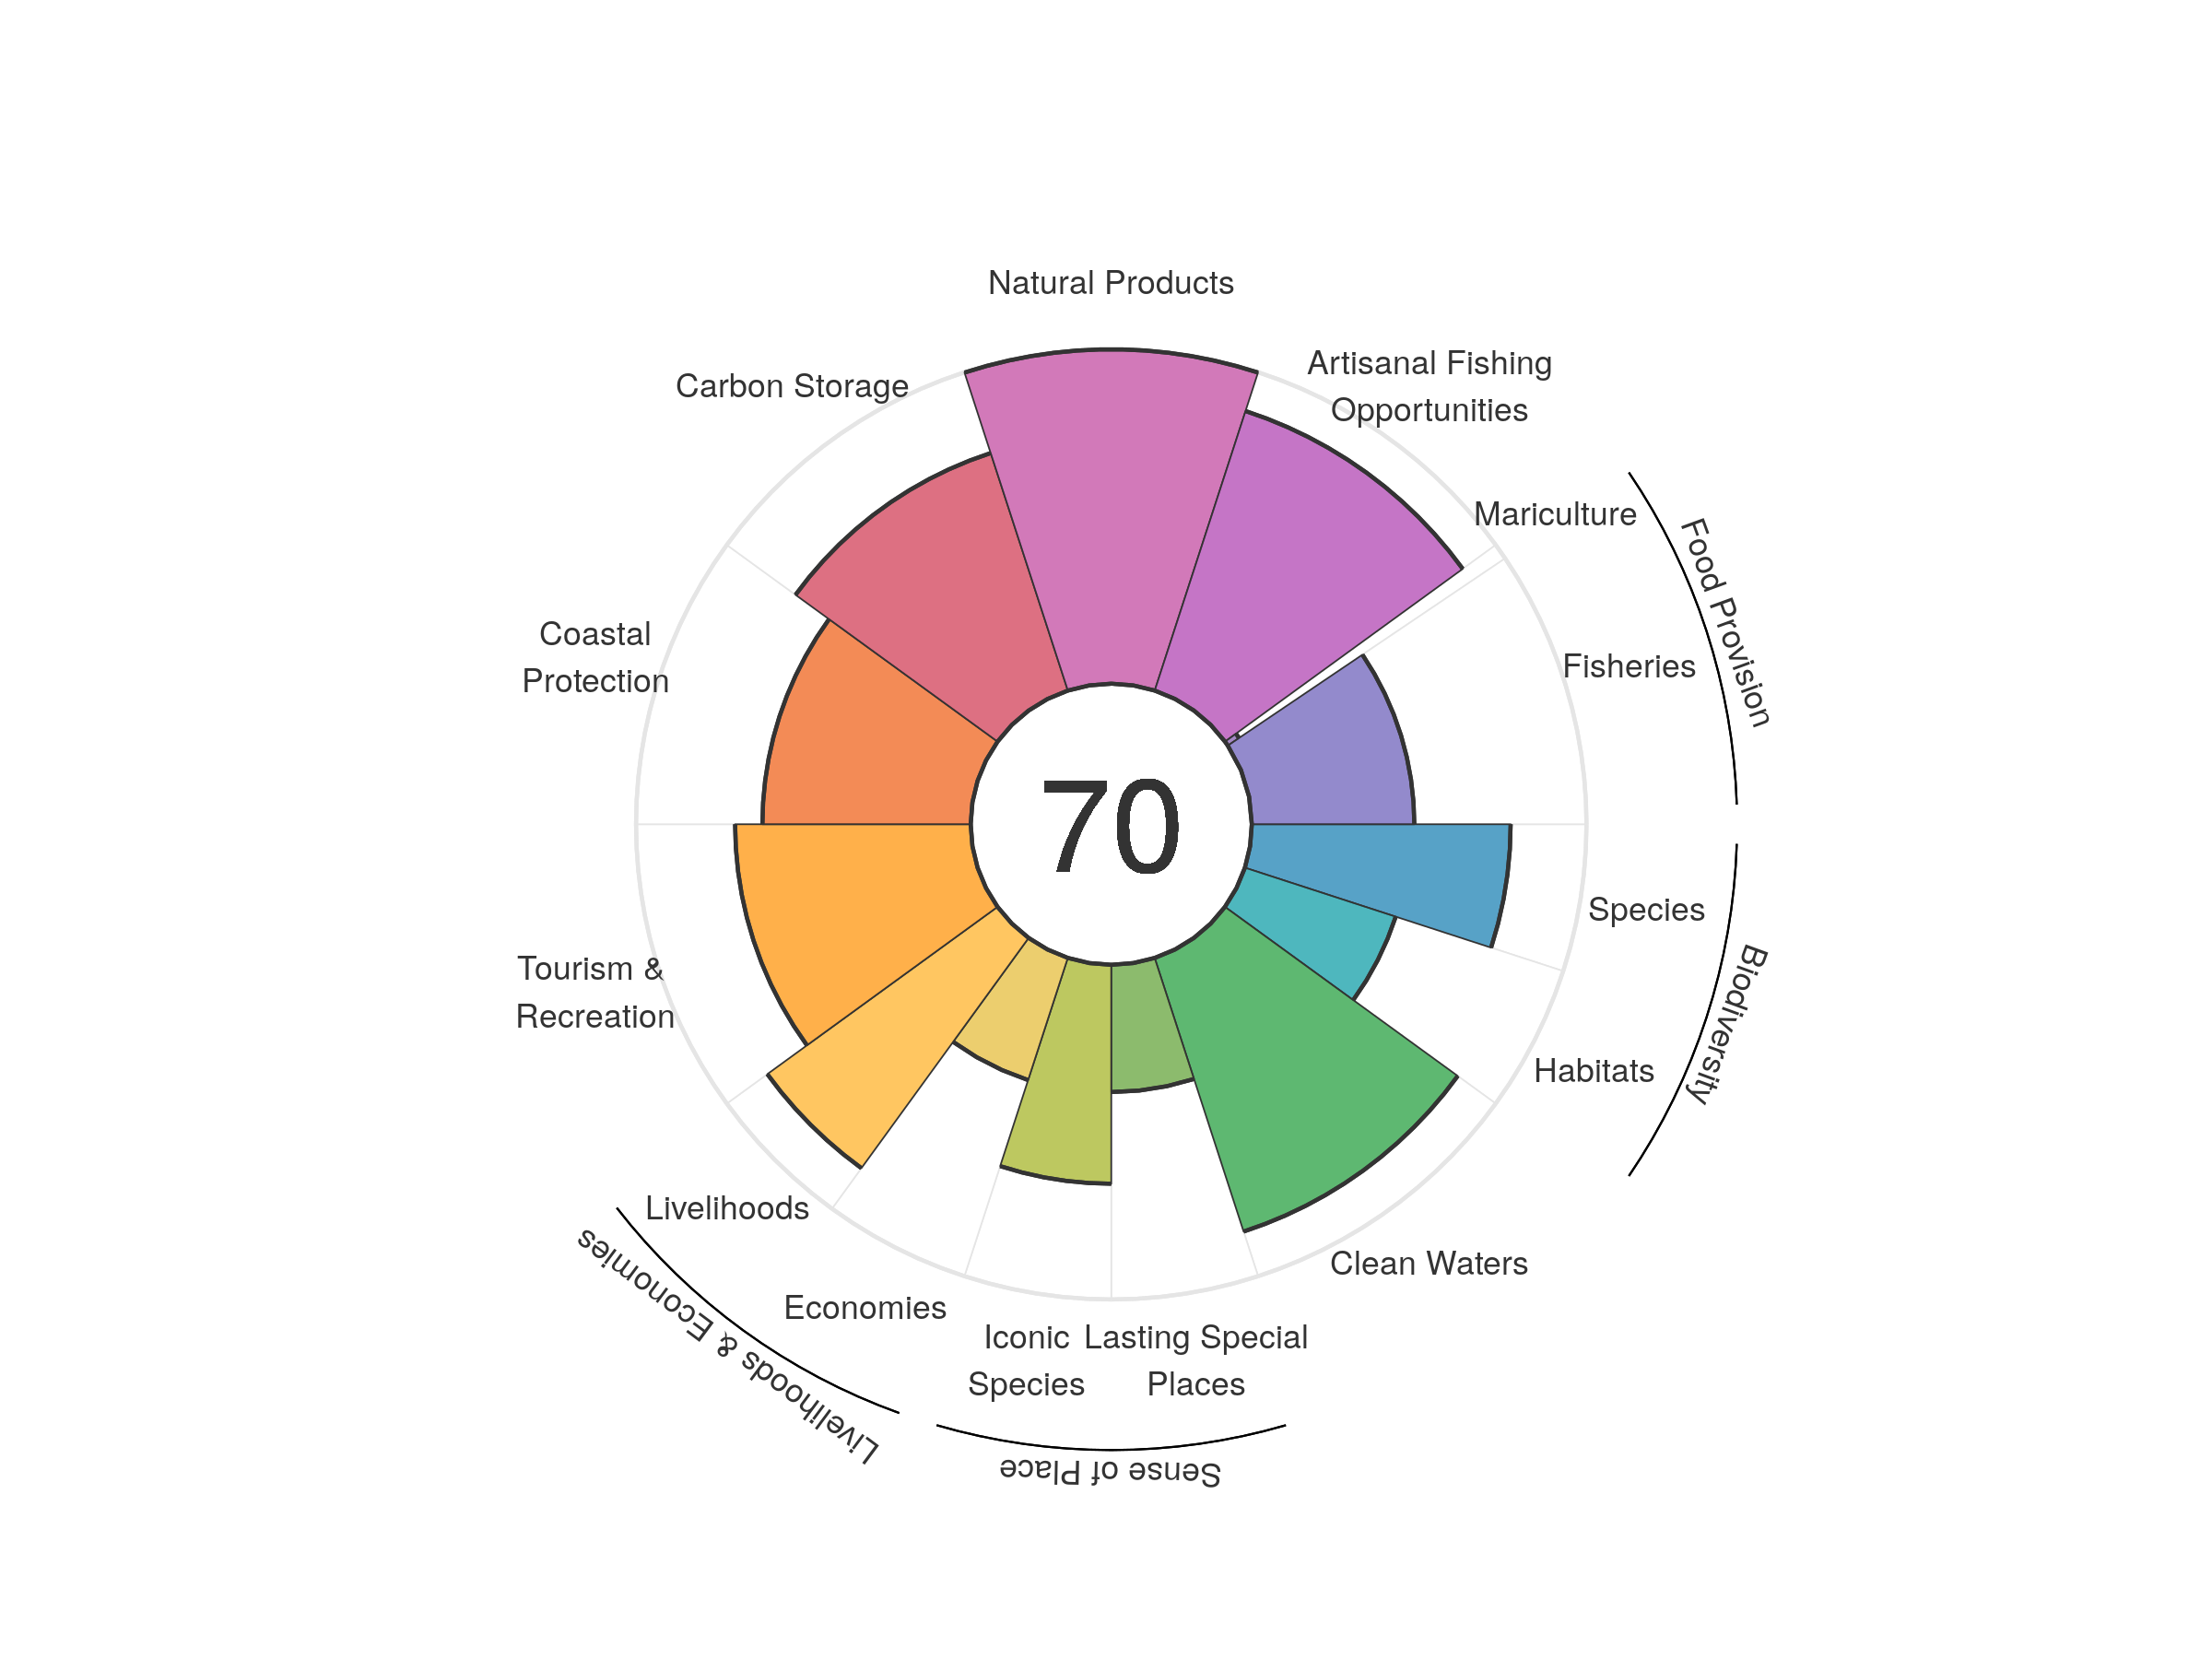 Natural Products
Artisanal Fishing
Opportunities
Carbon Storage
Mariculture
Food Provision
Fisheries
Coastal
Protection
70
Species
Biodiversity
Tourism &
Recreation
Habitats
Livelihoods
Clean Waters
Economies
Livelihoods & Economies
Iconic
Species
Lasting Special
Places
Sense of Place